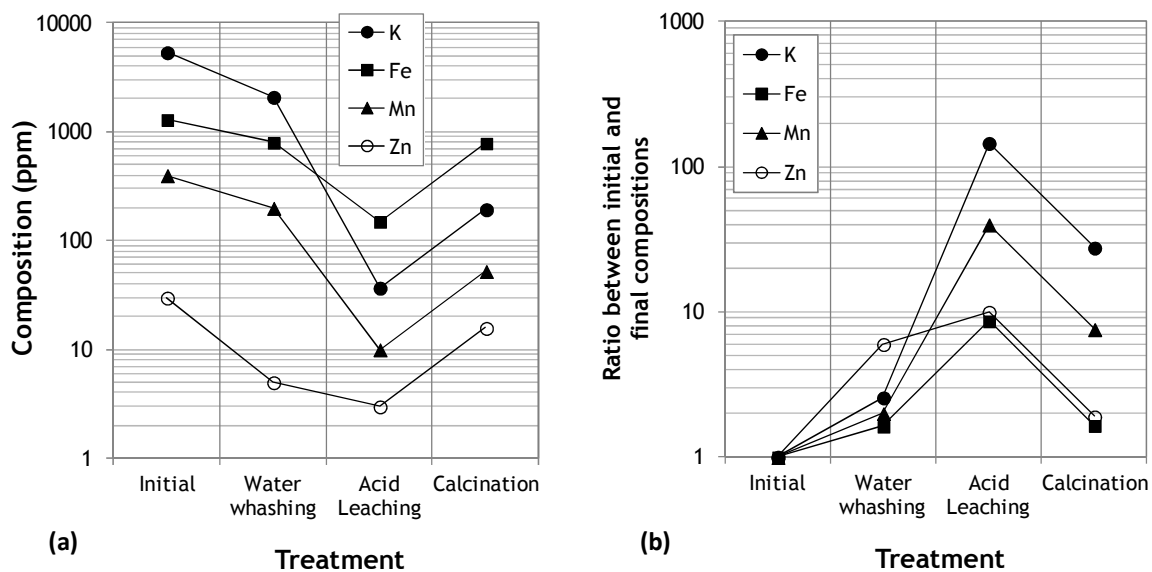 10000
1000
100
10
1
Composition (ppm)
K
Fe
Mn
Zn
Initial
Water
whashing
Acid
Leaching
Calcination
(a)
Treatment
1000
100
10
1
Ratio between initial and
final compositions
K
Fe
Mn
Zn
Initial
Water
whashing
Acid
Leaching
Calcination
(b)
Treatment